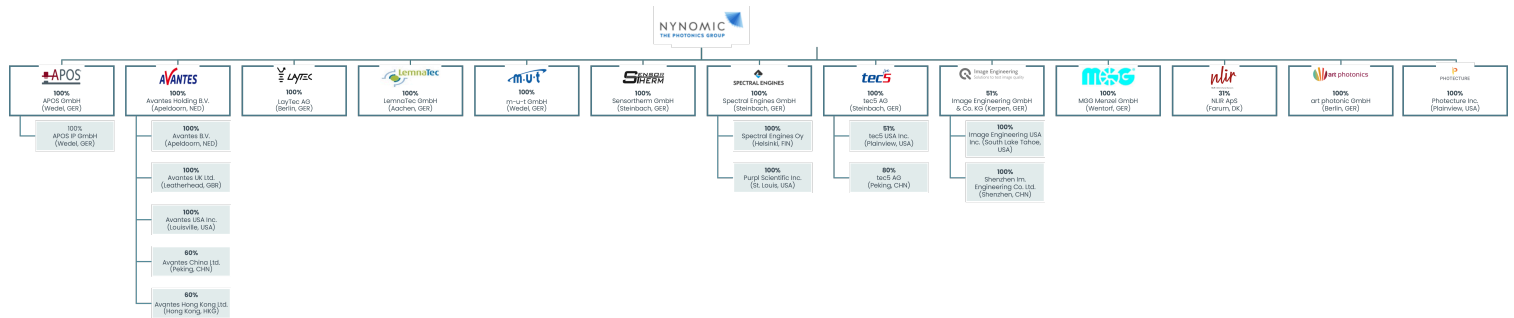 NYNOMIC
THE PHOTONICS GROUP
APOS
100%
APOS GmbH
(Wedel, GER)
100%
APOS IP GmbH
(Wedel, GER)
AVANTES
100%
Avantes Holding B.V.
(Apeldoorn, NED)
100%
Avantes B.V.
(Apeldoorn, NED)
100%
Avantes UK Ltd.
(Leatherhead, GBR)
100%
Avantes USA Inc.
(Louisville, USA)
60%
Avantes China Ltd.
(Peking, CHN)
60%
Avantes Hong Kong Ltd.
(Hong Kong, HKG)
LAYTEC
100%
LayTec AG
(Berlin, GER)
LemnaTec
100%
LemnaTec GmbH
(Aachen, GER)
m·u·t
100%
m-u-t GmbH
(Wedel, GER)
SENSOR
THERM
100%
Sensortherm GmbH
(Steinbach, GER)
SPECTRAL ENGINES
100%
Spectral Engines GmbH
(Steinbach, GER)
100%
Spectral Engines Oy
(Helsinki, FIN)
100%
Purpl Scientific Inc.
(St. Louis, USA)
tec5
100%
tec5 AG
(Steinbach, GER)
51%
tec5 USA Inc.
(Plainview, USA)
80%
tec5 AG
(Peking, CHN)
Image Engineering
51%
Image Engineering GmbH
& Co. KG (Kerpen, GER)
100%
Image Engineering USA
Inc. (South Lake Tahoe,
USA)
100%
Shenzhen Im.
Engineering Co. Ltd.
(Shenzhen, CHN)
MGG
100%
MGG Menzel GmbH
(Wentorf, GER)
nlir
31%
NLIR ApS
(Farum, DK)
art photonics
100%
art photonic GmbH
(Berlin, GER)
PHOTECTURE
100%
Photecture Inc.
(Plainview, USA)